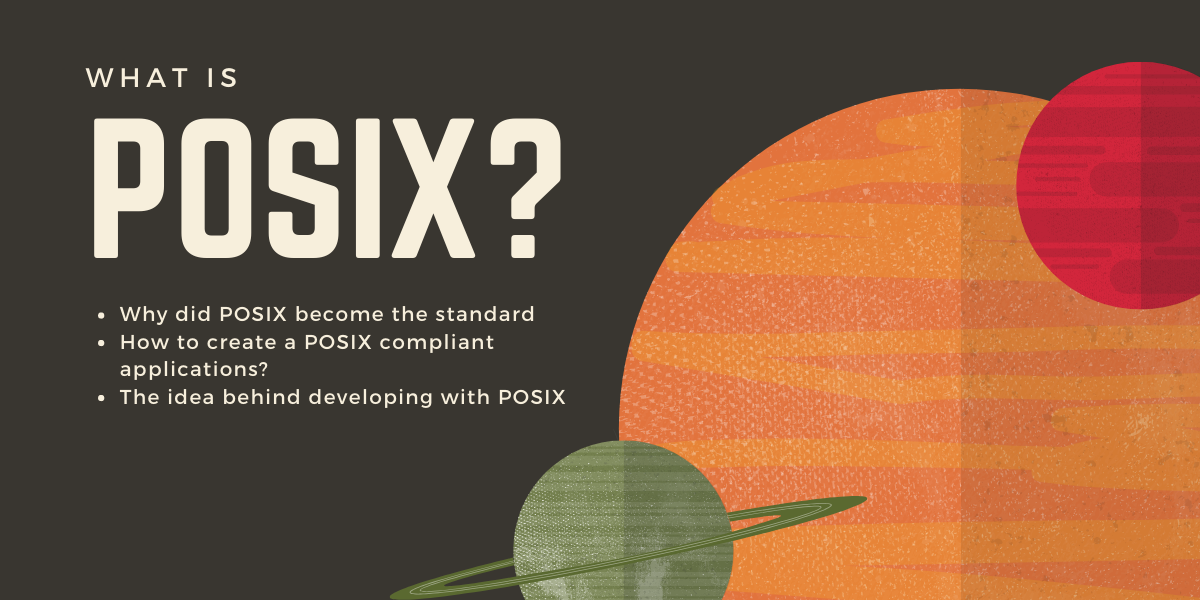 WHAT IS
POSIX?
• Why did POSIX become the standard
• How to create a POSIX compliant
applications?
• The idea behind developing with POSIX